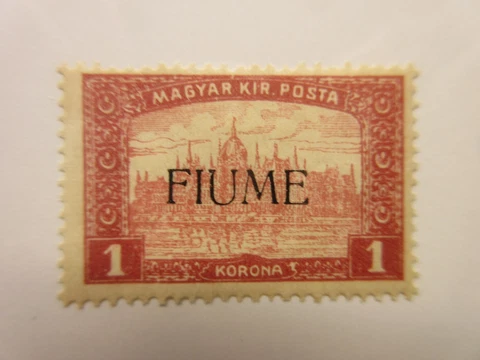 MAGYAR KIR. POSTA
FIUME
1 KORONA 1